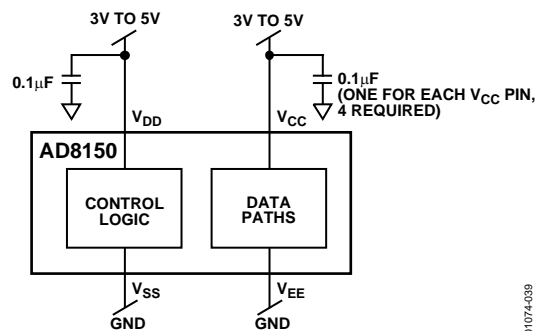 3V TO 5V
3V TO 5V
0.1μF
0.1μF
(ONE FOR EACH VCC PIN,
4 REQUIRED)
VDD
VCC
AD8150
CONTROL
LOGIC
DATA
PATHS
VSS
VEE
GND
GND
01074-039